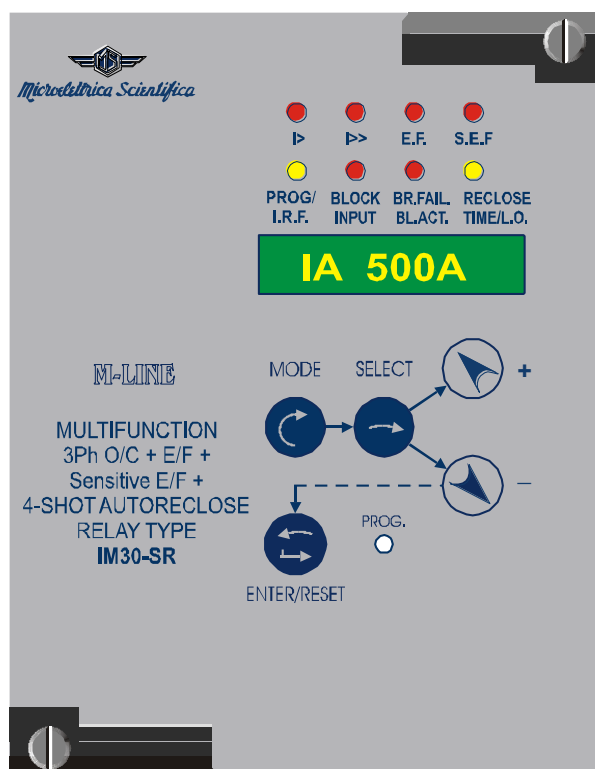 MS
Microelettrica Scientifica
I> I>> E.F. S.E.F
PROG/ BLOCK BR.FAIL. RECLOSE
I.R.F. INPUT BL.ACT. TIME/L.O.
IA 500A
M-LINE
MODE SELECT
+
MULTIFUNCTION
3Ph O/C + E/F +
Sensitive E/F +
4-SHOT AUTORECLOSE
RELAY TYPE
IM30-SR
–
PROG.
ENTER/RESET